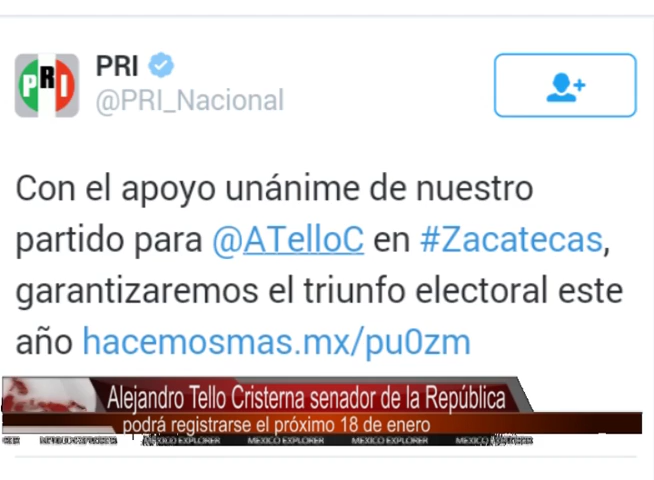 PRI
PRI
@PRI_Nacional
Con el apoyo unánime de nuestro
partido para @ATelloC en #Zacatecas,
garantizaremos el triunfo electoral este
año hacemosmas.mx/pu0zm
Alejandro Tello Cristerna senador de la República
podrá registrarse el próximo 18 de enero
MEXICO EXPLORER MEXICO EXPLORER MEXICO EXPLORER